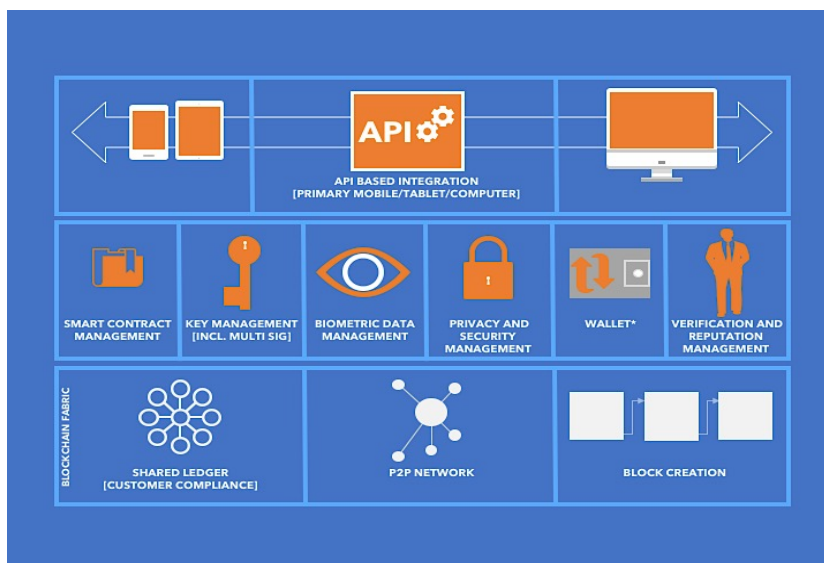 API
API BASED INTEGRATION
[PRIMARY MOBILE/TABLET/COMPUTER]
SMART CONTRACT
MANAGEMENT
KEY MANAGEMENT
[INCL. MULTI SIG]
BIOMETRIC DATA
MANAGEMENT
PRIVACY AND
SECURITY
MANAGEMENT
WALLET*
VERIFICATION AND
REPUTATION
MANAGEMENT
BLOCKCHAIN FABRIC
SHARED LEDGER
[CUSTOMER COMPLIANCE]
P2P NETWORK
BLOCK CREATION